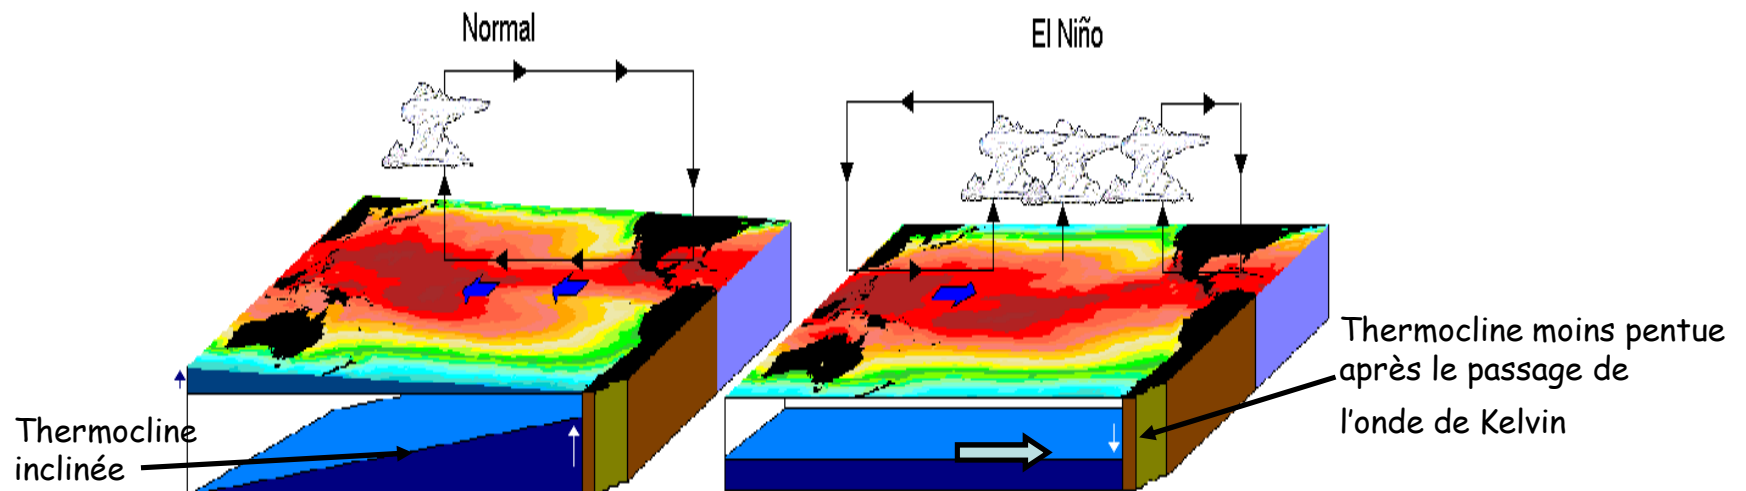 Normal
El Niño
Thermocline
inclinée
Thermocline moins pentue
après le passage de
l'onde de Kelvin